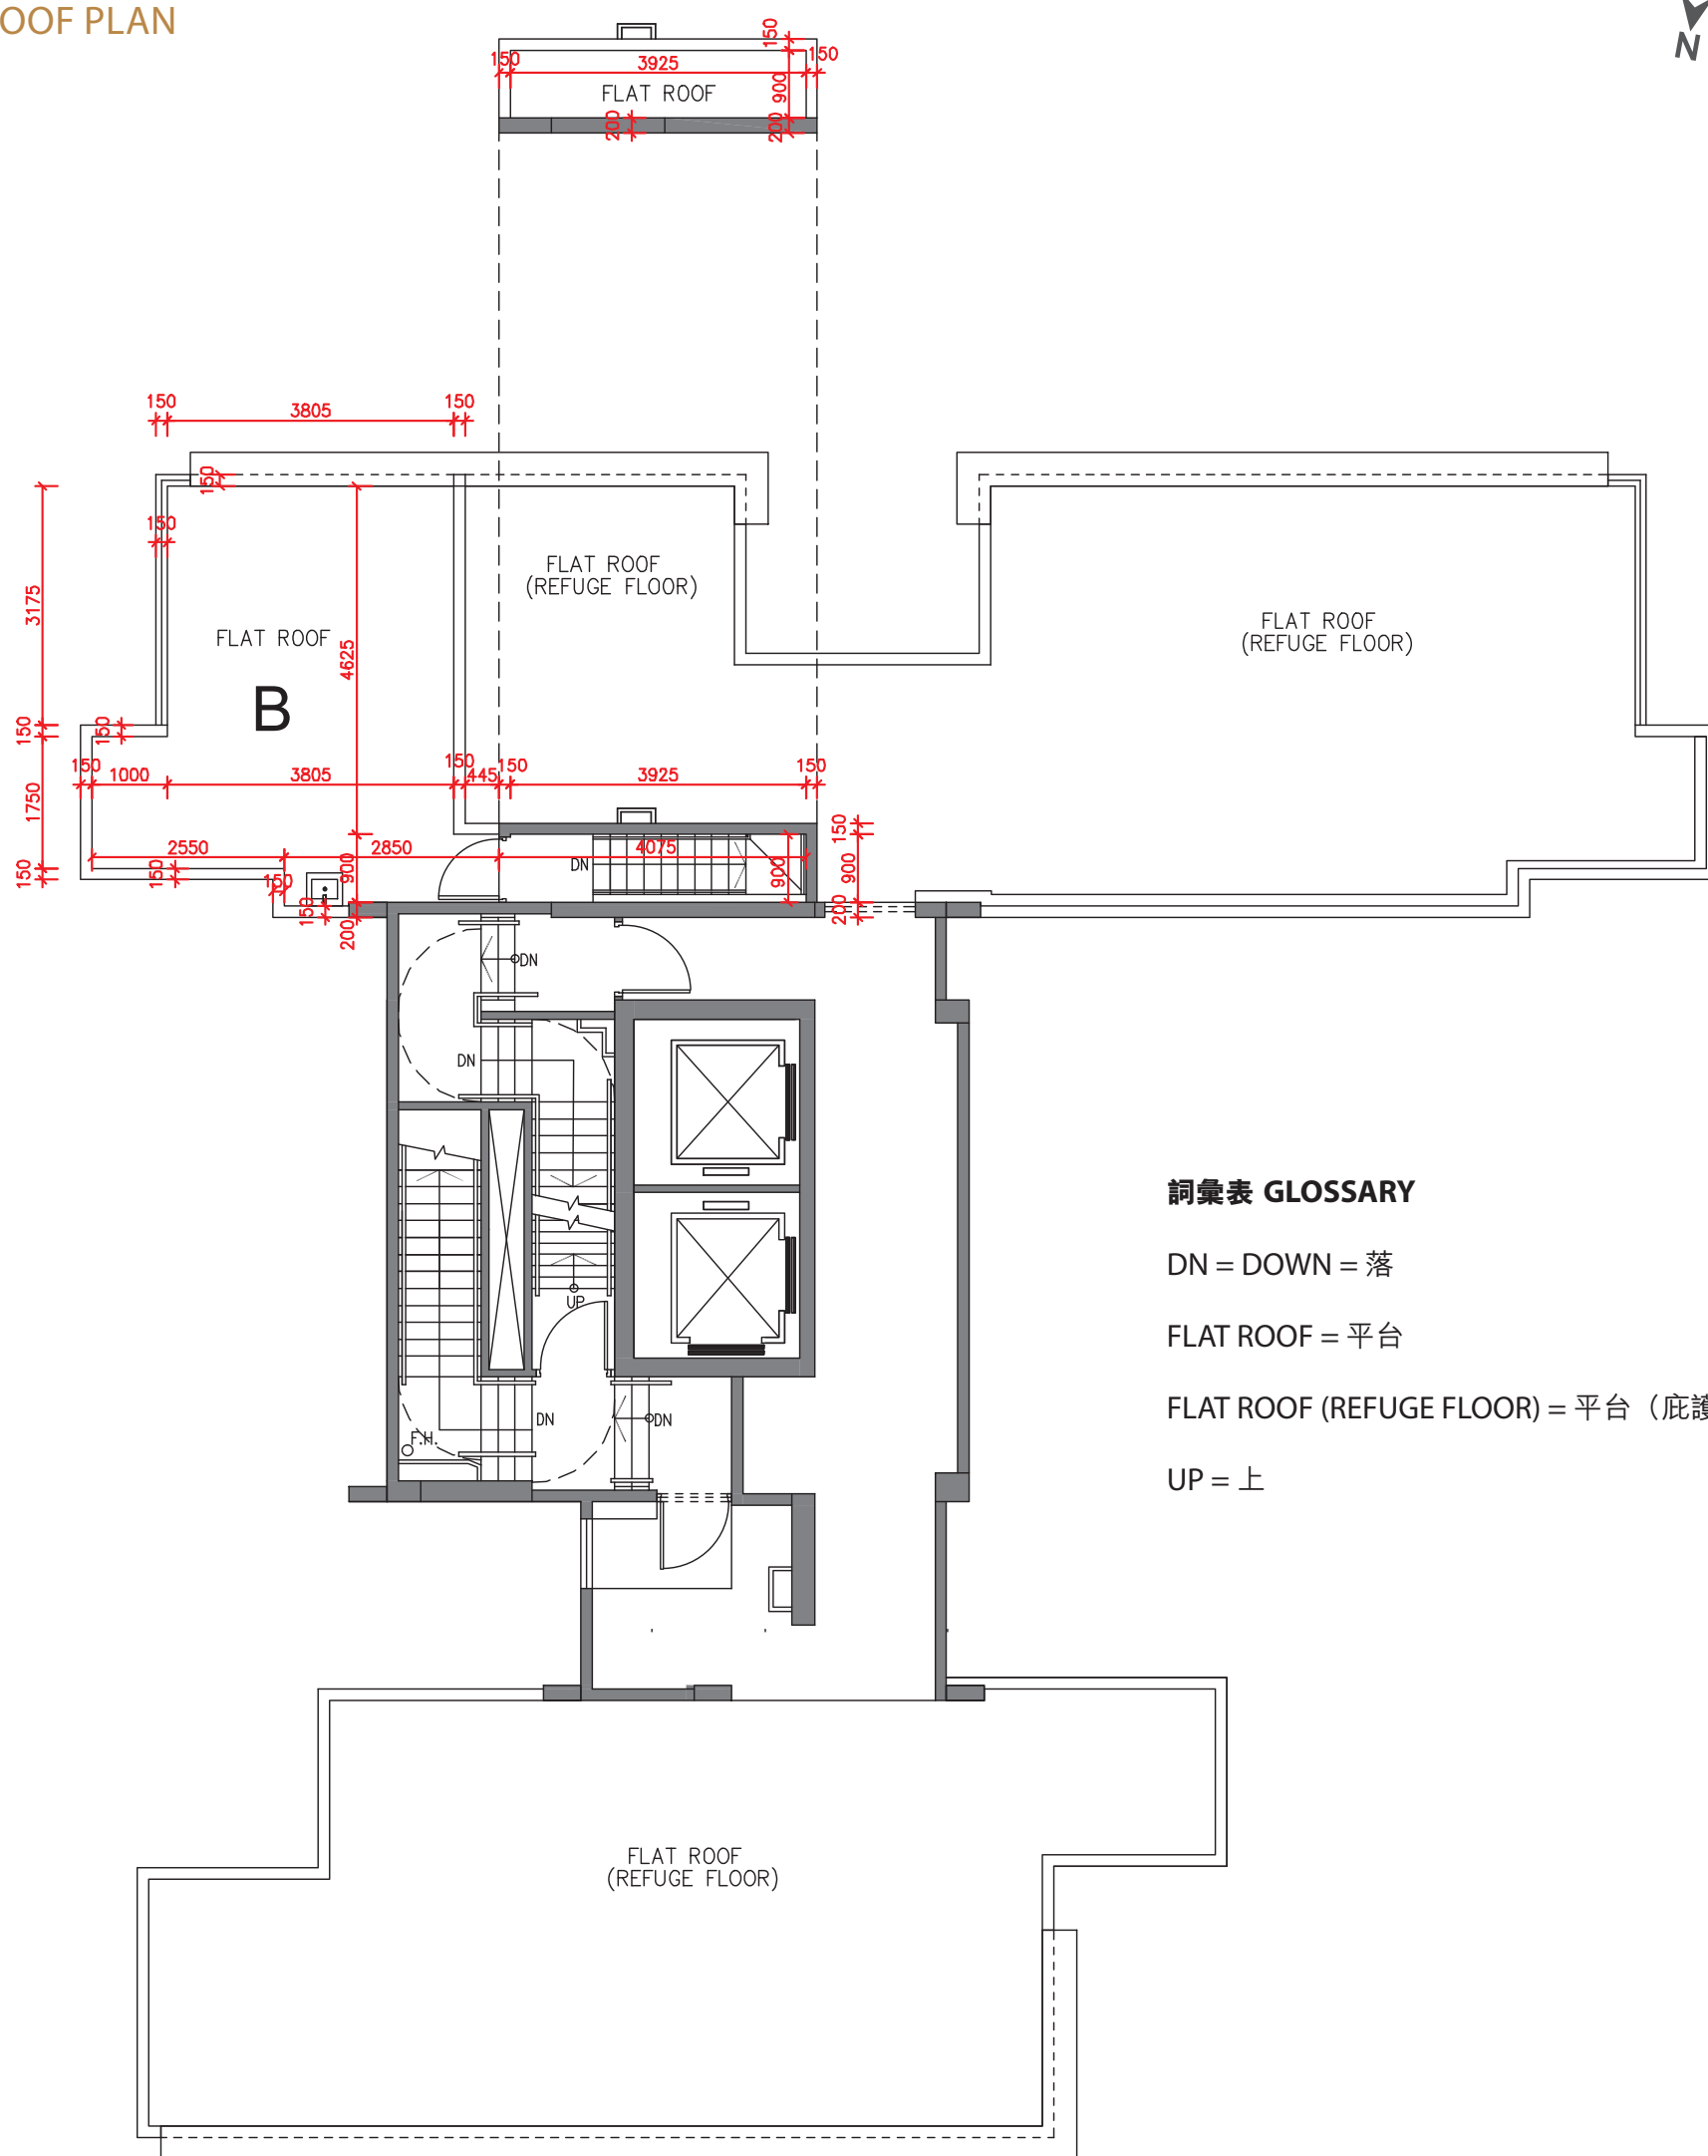 OOF PLAN
N
150
150
3925
150
900
FLAT ROOF
200
200
150
3805
150
150
150
3175
FLAT ROOF
(REFUGE FLOOR)
FLAT ROOF
(REFUGE FLOOR)
FLAT ROOF
4625
B
150
150
150
1000
3805
150
445
150
3925
150
1750
150
2550
2850
4075
150
900
DN
900
900
150
150
150
200
200
DN
DN
UP
DN
DN
F.H.
詞彙表 GLOSSARY
DN = DOWN = 落
FLAT ROOF = 平台
FLAT ROOF (REFUGE FLOOR) = 平台（庇護
UP = 上
FLAT ROOF
(REFUGE FLOOR)